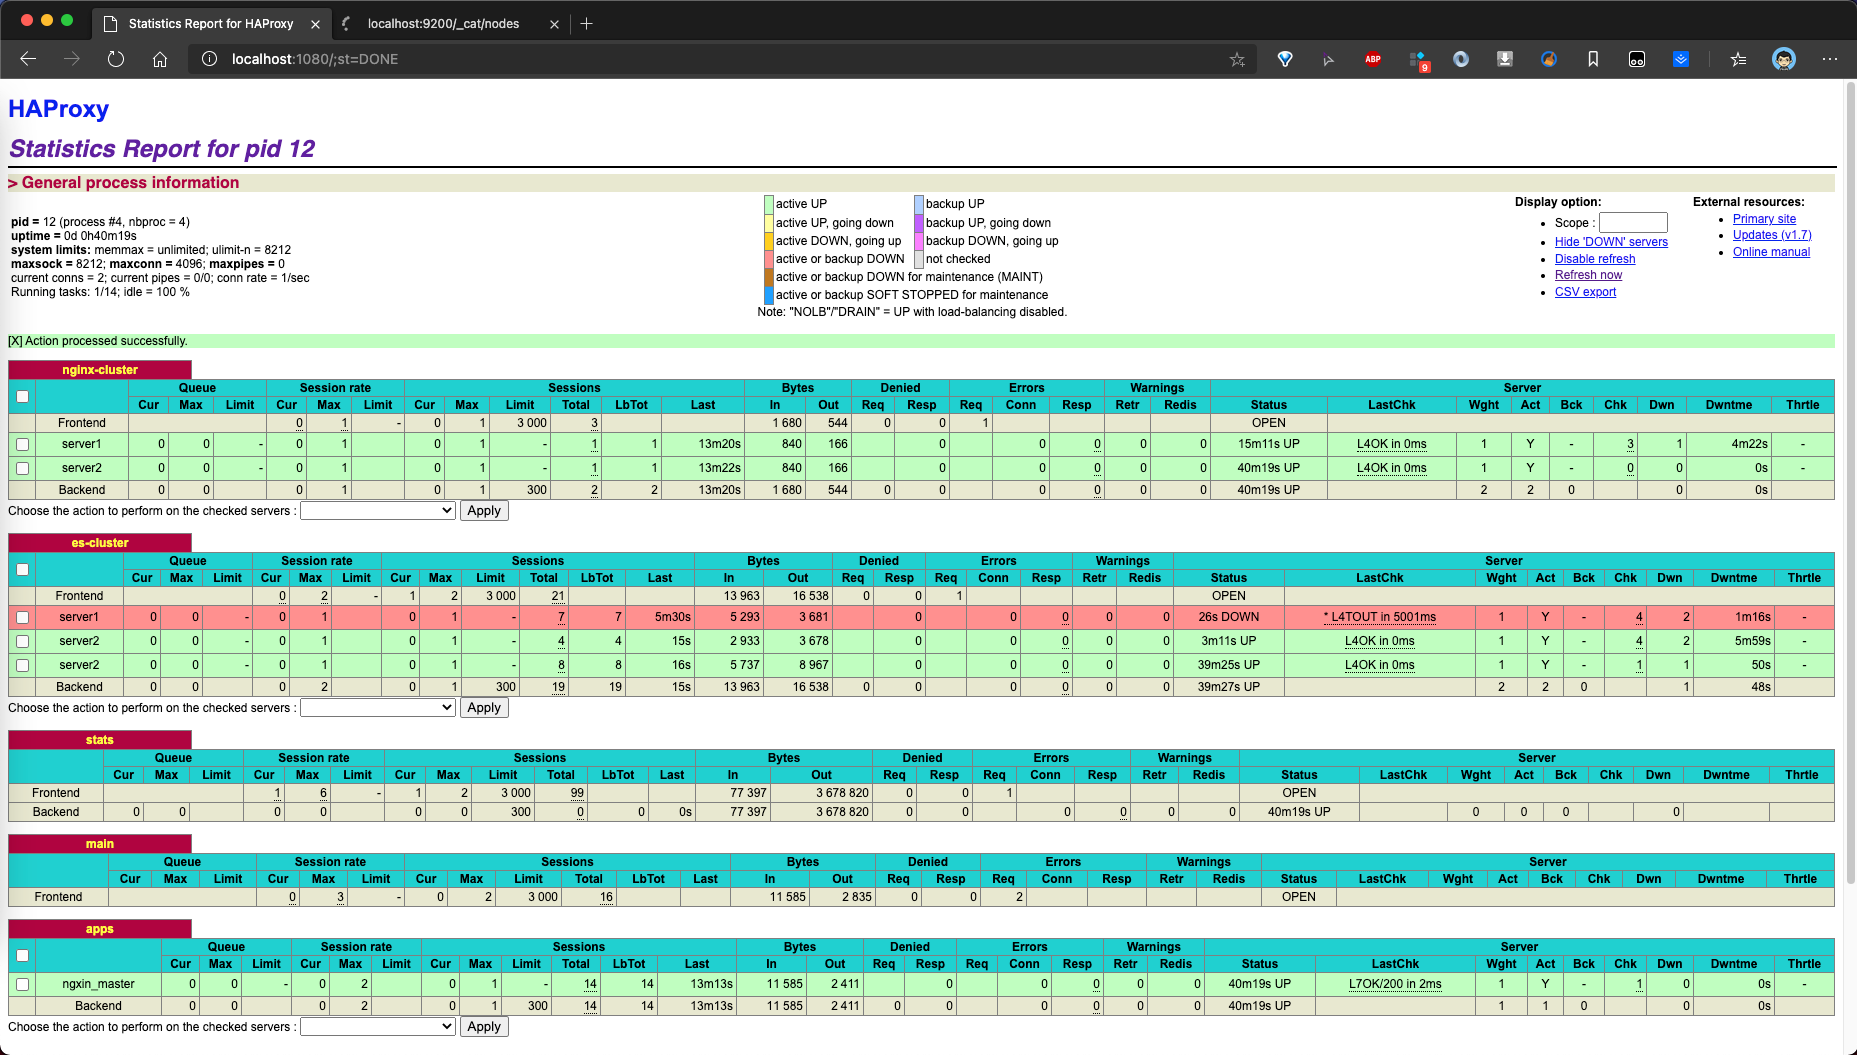 Statistics Report for HAProxy
localhost:9200/_cat/nodes
localhost:1080/;st=DONE
ABP
9
HAProxy
Statistics Report for pid 12
> General process information
pid = 12 (process #4, nbproc = 4)
uptime = 0d 0h40m19s
system limits: memmax = unlimited; ulimit-n = 8212
maxsock = 8212; maxconn = 4096; maxpipes = 0
current conns = 2; current pipes = 0/0; conn rate = 1/sec
Running tasks: 1/14; idle = 100 %
active UP backup UP
active UP, going down backup UP, going down
active DOWN, going up backup DOWN, going up
active or backup DOWN not checked
active or backup DOWN for maintenance (MAINT)
active or backup SOFT STOPPED for maintenance
Note: "NOLB"/"DRAIN" = UP with load-balancing disabled.
Display option:
Scope :
Hide 'DOWN' servers
Disable refresh
Refresh now
CSV export
External resources:
Primary site
Updates (v1.7)
Online manual
[X] Action processed successfully.
nginx-cluster
Queue Session rate Sessions Bytes Denied Errors Warnings Server
Cur Max Limit Cur Max Limit Cur Max Limit Total LbTot Last In Out Req Resp Req Conn Resp Retr Redis Status LastChk Wght Act Bck Chk Dwn Dwntme Thrtle
Frontend 0 1 - 0 1 3 000 3 1 680 544 0 0 1 OPEN
server1 0 0 - 0 1 0 1 - 1 1 13m20s 840 166 0 0 0 0 0 15m11s UP L4OK in 0ms 1 Y - 3 1 4m22s -
server2 0 0 - 0 1 0 1 - 1 1 13m22s 840 166 0 0 0 0 0 40m19s UP L4OK in 0ms 1 Y - 0 0 0s -
Backend 0 0 0 1 0 1 300 2 2 13m20s 1 680 544 0 0 0 0 0 0 40m19s UP 2 2 0 0 0s
Choose the action to perform on the checked servers : Apply
es-cluster
Queue Session rate Sessions Bytes Denied Errors Warnings Server
Cur Max Limit Cur Max Limit Cur Max Limit Total LbTot Last In Out Req Resp Req Conn Resp Retr Redis Status LastChk Wght Act Bck Chk Dwn Dwntme Thrtle
Frontend 0 2 - 1 2 3 000 21 13 963 16 538 0 0 1 OPEN
server1 0 0 - 0 1 0 1 - 7 7 5m30s 5 293 3 681 0 0 0 0 0 26s DOWN * L4TOUT in 5001ms 1 Y - 4 2 1m16s -
server2 0 0 - 0 1 0 1 - 4 4 15s 2 933 3 678 0 0 0 0 0 3m11s UP L4OK in 0ms 1 Y - 4 2 5m59s -
server2 0 0 - 0 1 0 1 - 8 8 16s 5 737 8 967 0 0 0 0 0 39m25s UP L4OK in 0ms 1 Y - 1 1 50s -
Backend 0 0 0 2 0 1 300 19 19 15s 13 963 16 538 0 0 0 0 0 0 39m27s UP 2 2 0 1 48s
Choose the action to perform on the checked servers : Apply
stats
Queue Session rate Sessions Bytes Denied Errors Warnings Server
Cur Max Limit Cur Max Limit Cur Max Limit Total LbTot Last In Out Req Resp Req Conn Resp Retr Redis Status LastChk Wght Act Bck Chk Dwn Dwntme Thrtle
Frontend 1 6 - 1 2 3 000 99 77 397 3 678 820 0 0 1 OPEN
Backend 0 0 0 0 0 0 300 0 0 0s 77 397 3 678 820 0 0 0 0 0 0 40m19s UP 0 0 0 0
main
Queue Session rate Sessions Bytes Denied Errors Warnings Server
Cur Max Limit Cur Max Limit Cur Max Limit Total LbTot Last In Out Req Resp Req Conn Resp Retr Redis Status LastChk Wght Act Bck Chk Dwn Dwntme Thrtle
Frontend 0 3 - 0 2 3 000 16 11 585 2 835 0 0 2 OPEN
apps
Queue Session rate Sessions Bytes Denied Errors Warnings Server
Cur Max Limit Cur Max Limit Cur Max Limit Total LbTot Last In Out Req Resp Req Conn Resp Retr Redis Status LastChk Wght Act Bck Chk Dwn Dwntme Thrtle
ngxin_master 0 0 - 0 2 0 1 - 14 14 13m13s 11 585 2 411 0 0 0 0 0 40m19s UP L7OK/200 in 2ms 1 Y - 1 0 0s -
Backend 0 0 0 2 0 1 300 14 14 13m13s 11 585 2 411 0 0 0 0 0 0 40m19s UP 1 1 0 0 0s
Choose the action to perform on the checked servers : Apply